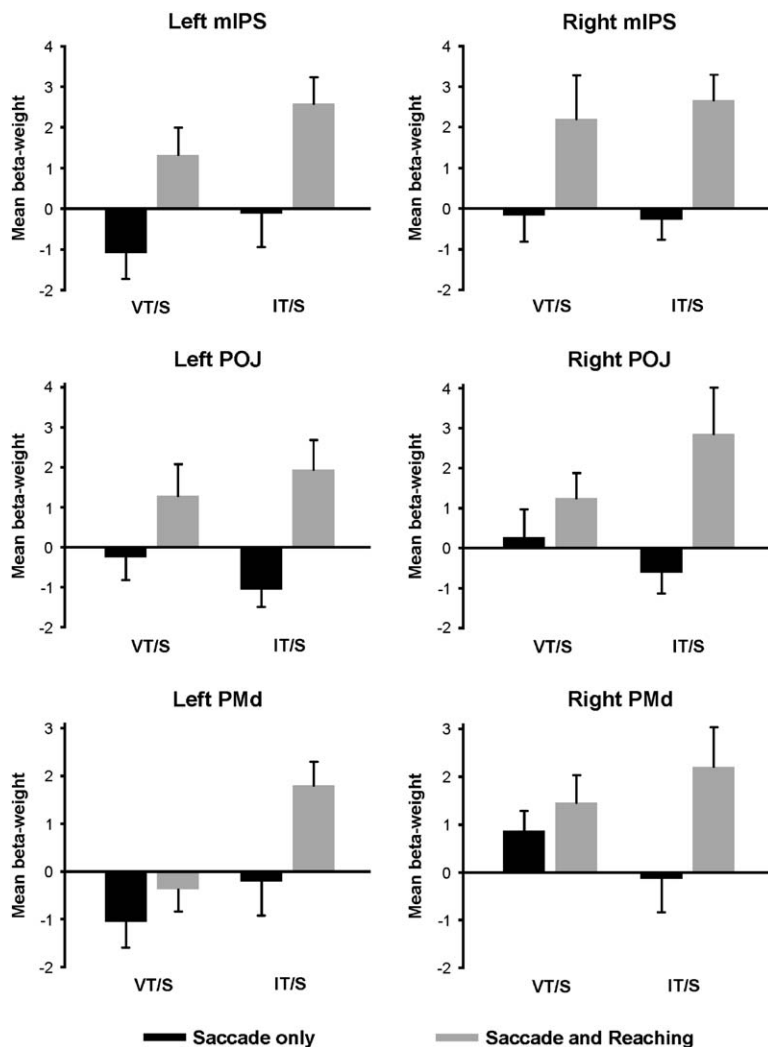 Left mIPS
Mean beta-weight
4
3
2
1
0
-1
-2
VT/S IT/S
Right mIPS
Mean beta-weight
4
3
2
1
0
-1
-2
VT/S IT/S
Left POJ
Mean beta-weight
4
3
2
1
0
-1
-2
VT/S IT/S
Right POJ
Mean beta-weight
4
3
2
1
0
-1
-2
VT/S IT/S
Left PMd
Mean beta-weight
3
2
1
0
-1
-2
VT/S IT/S
Right PMd
Mean beta-weight
3
2
1
0
-1
-2
VT/S IT/S
Saccade only Saccade and Reaching